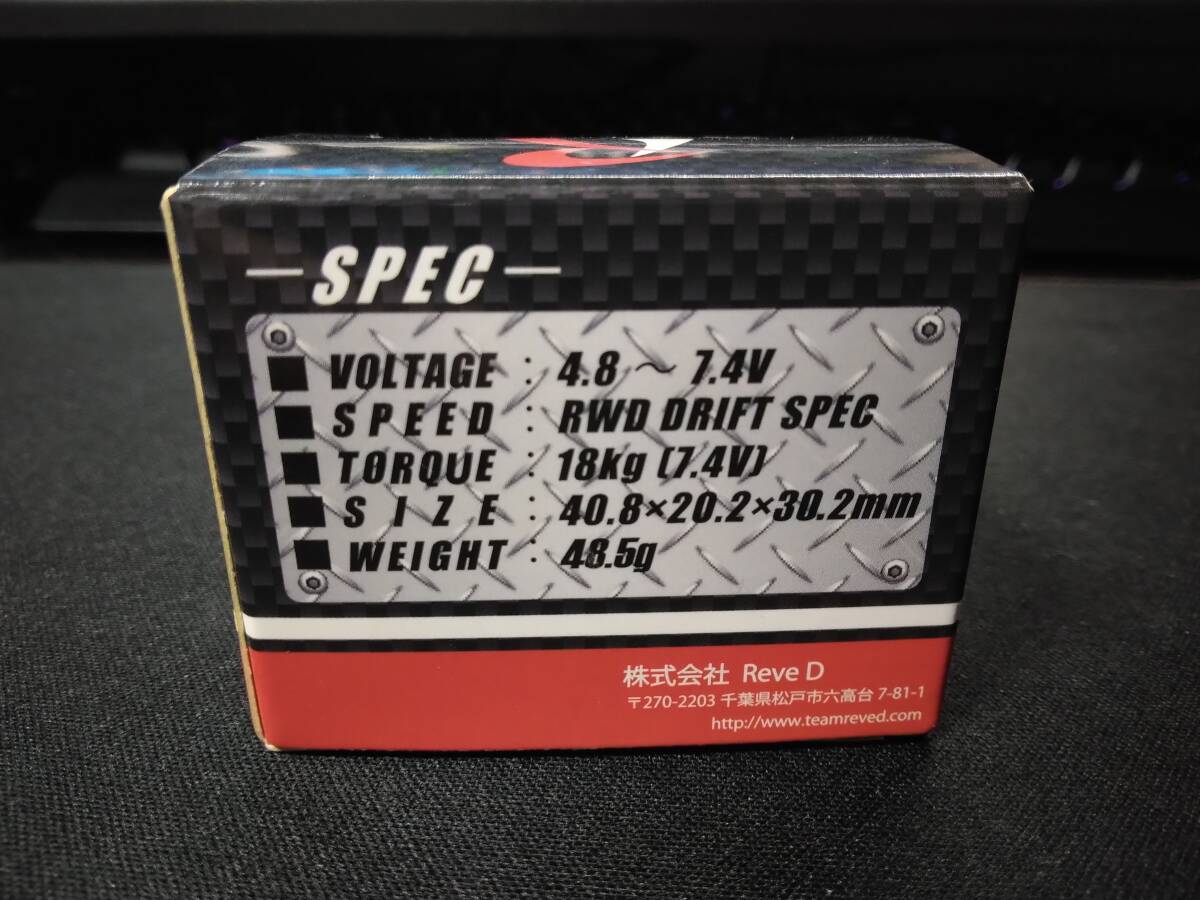 SPEC
VOLTAGE : 4.8 ～ 7.4V
SPEED : RWD DRIFT SPEC
TORQUE : 18Kg (7.4V)
SIZE : 40.8×20.2×30.2mm
WEIGHT : 48.5g
株式会社 Reve D
〒270-2203 千葉県松戸市六高台 7-81-1
http://www.teamreved.com